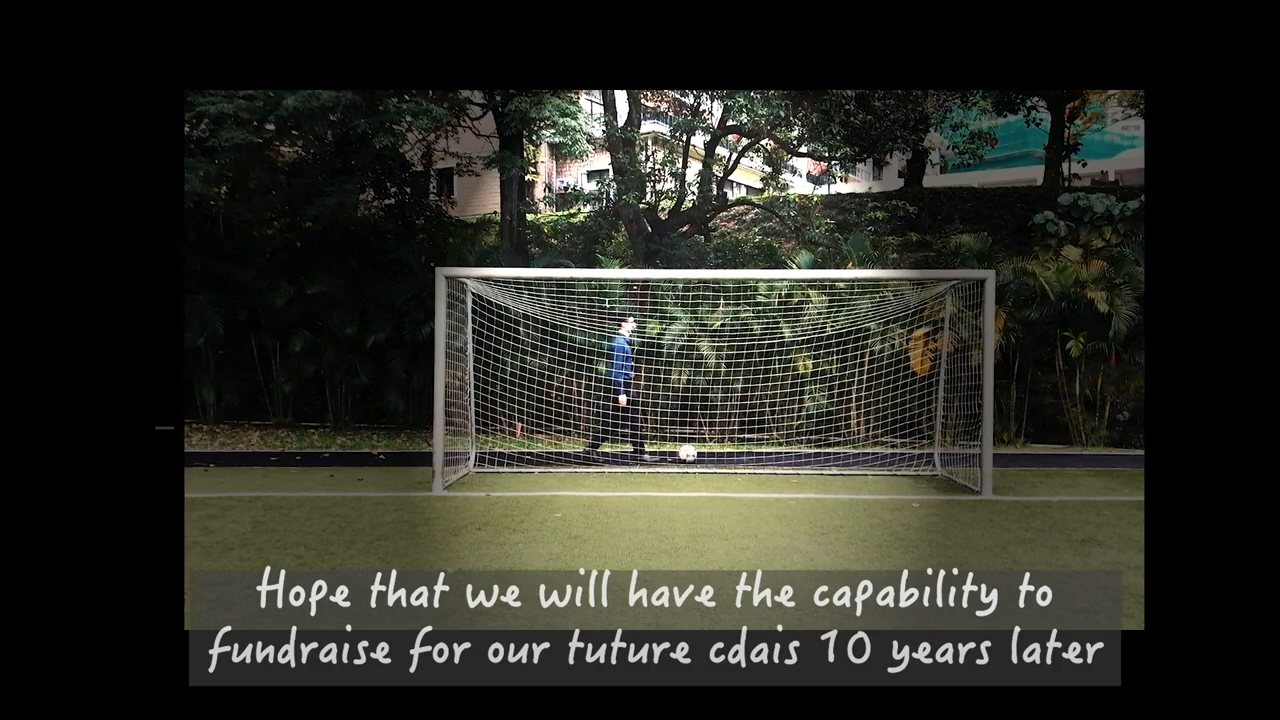 Hope that we will have the capability to
fundraise for our tuture cdais 10 years later